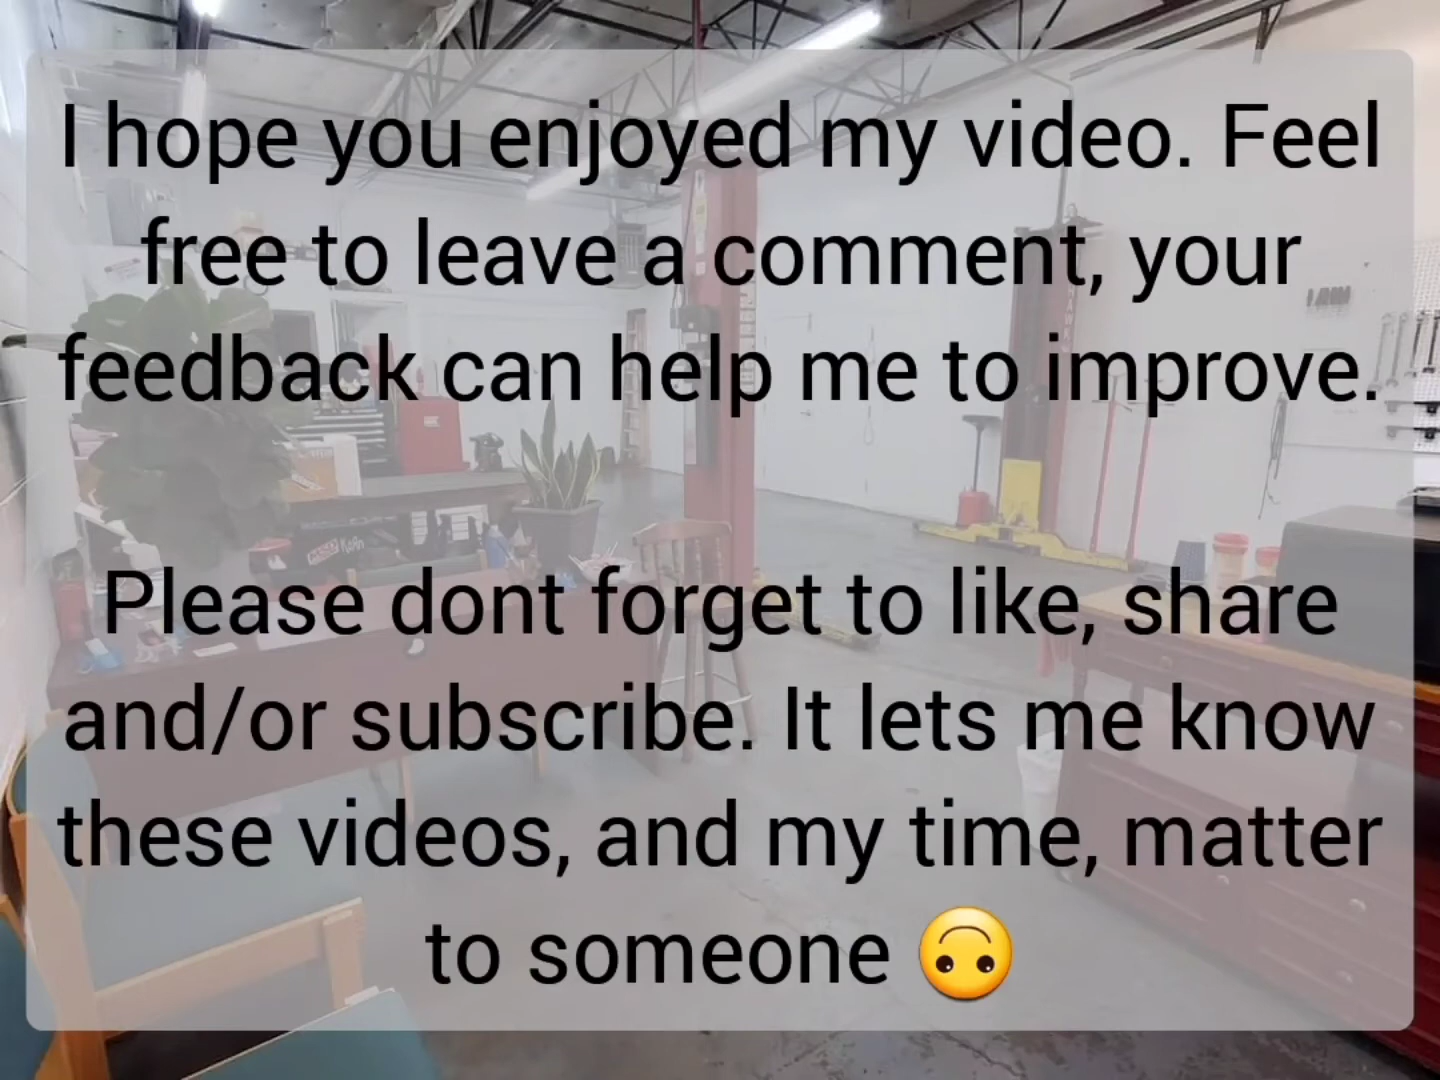 I hope you enjoyed my video. Feel
free to leave a comment, your
feedback can help me to improve.
Please dont forget to like, share
and/or subscribe. It lets me know
these videos, and my time, matter
to someone 🙃